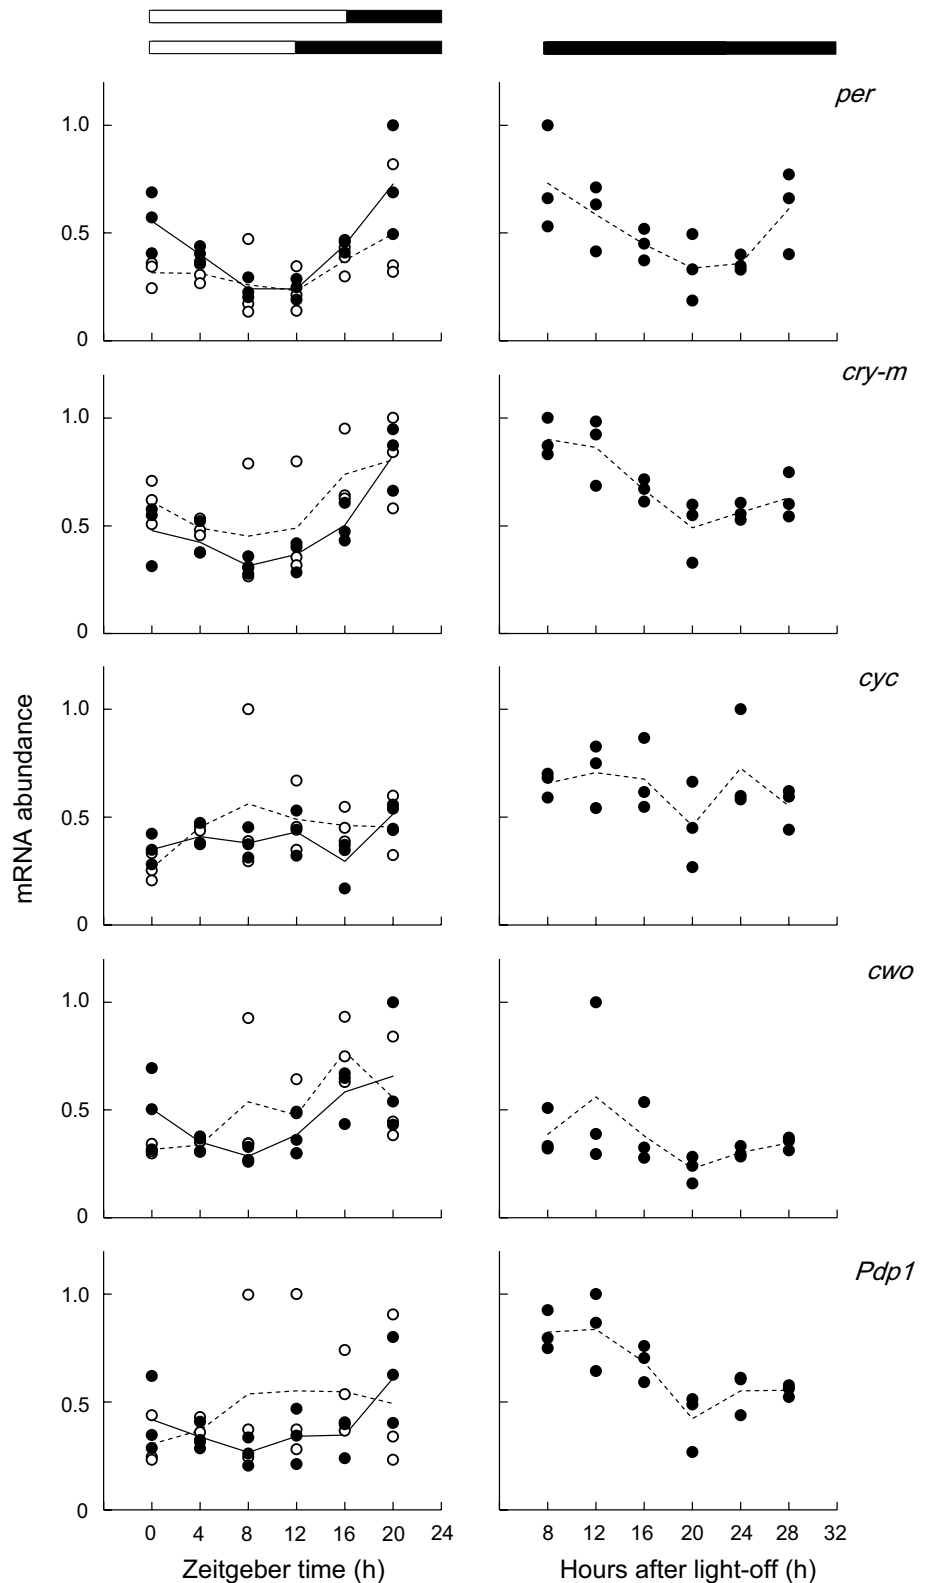 per
1.0
0.5
0
cry-m
1.0
0.5
0
cyc
1.0
0.5
0
mRNA abundance
cwo
1.0
0.5
0
Pdp1
1.0
0.5
0
0 4 8 12 16 20 24
8 12 16 20 24 28 32
Zeitgeber time (h)
Hours after light-off (h)